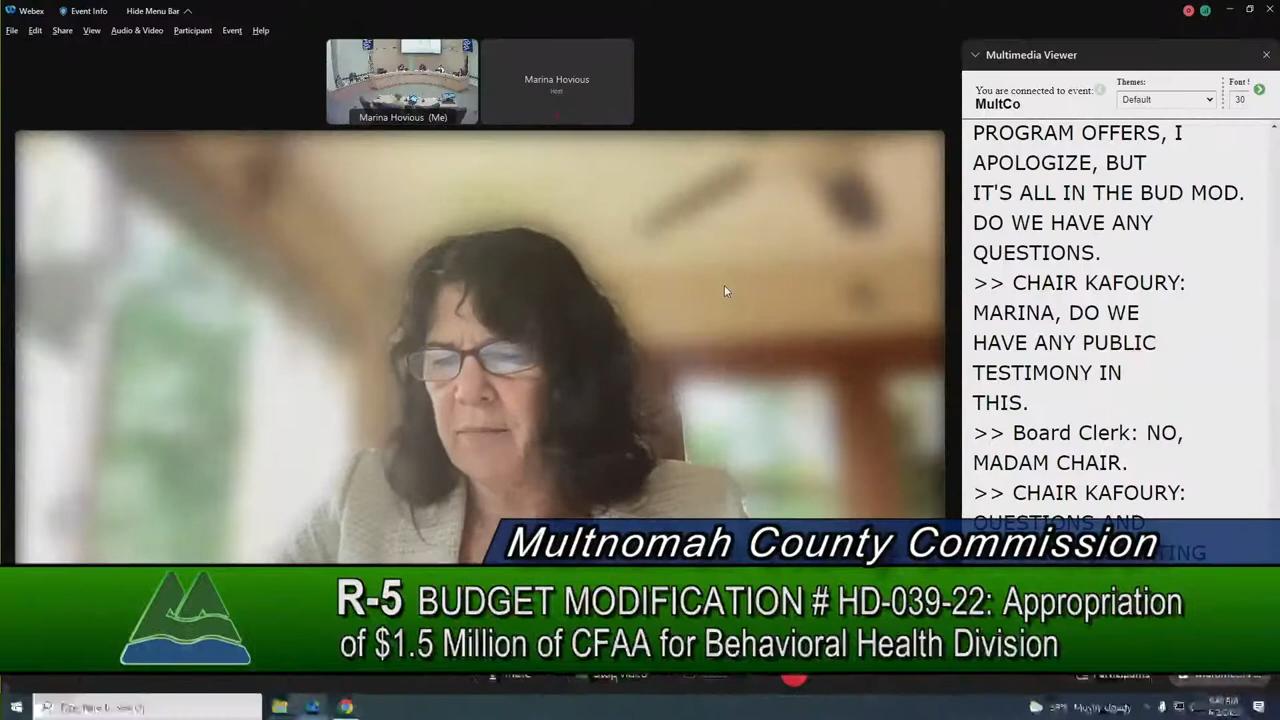 Webex Event Info Hide Menu Bar
File Edit Share View Audio & Video Participant Event Help
Marina Hovious (Me)
Marina Hovious
Host
Multimedia Viewer
You are connected to event:
MultCo
Themes:
Default
Font
30
PROGRAM OFFERS, I
APOLOGIZE, BUT
IT'S ALL IN THE BUD MOD.
DO WE HAVE ANY
QUESTIONS.
>> CHAIR KAFOURY:
MARINA, DO WE
HAVE ANY PUBLIC
TESTIMONY IN
THIS.
>> Board Clerk: NO,
MADAM CHAIR.
>> CHAIR KAFOURY:
QUESTIONS AND
Multnomah County Commission
R-5 BUDGET MODIFICATION # HD-039-22: Appropriation
of $1.5 Million of CFAA for Behavioral Health Division